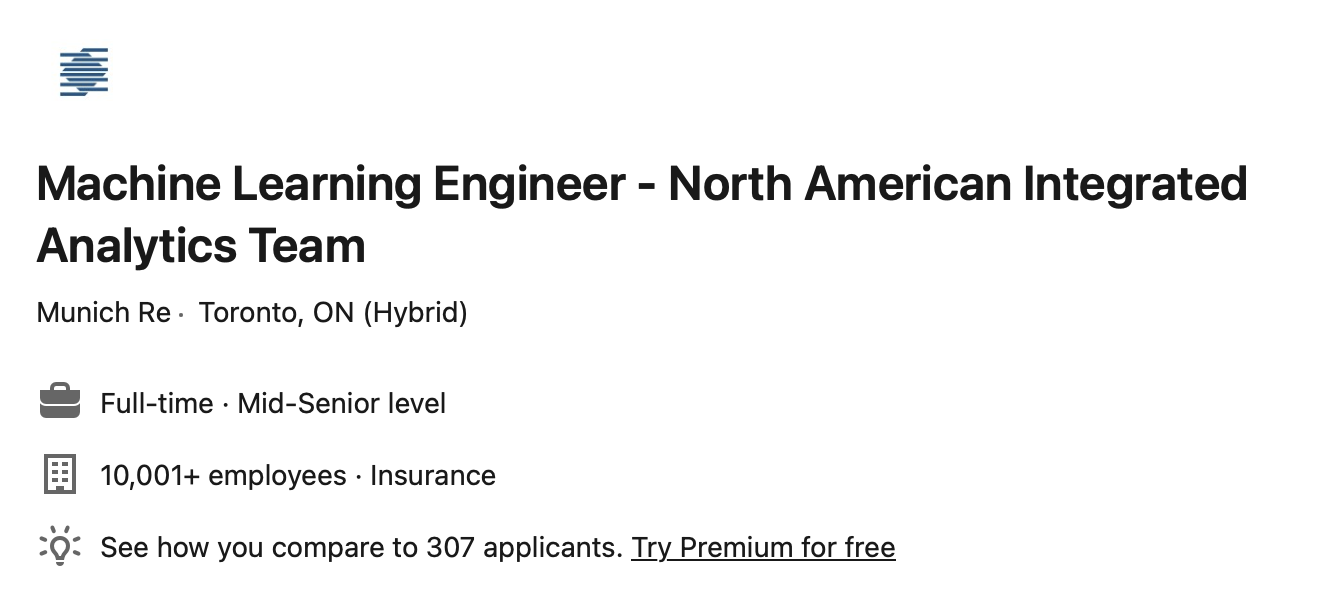 Machine Learning Engineer - North American Integrated
Analytics Team
Munich Re · Toronto, ON (Hybrid)
Full-time · Mid-Senior level
10,001+ employees · Insurance
See how you compare to 307 applicants. Try Premium for free